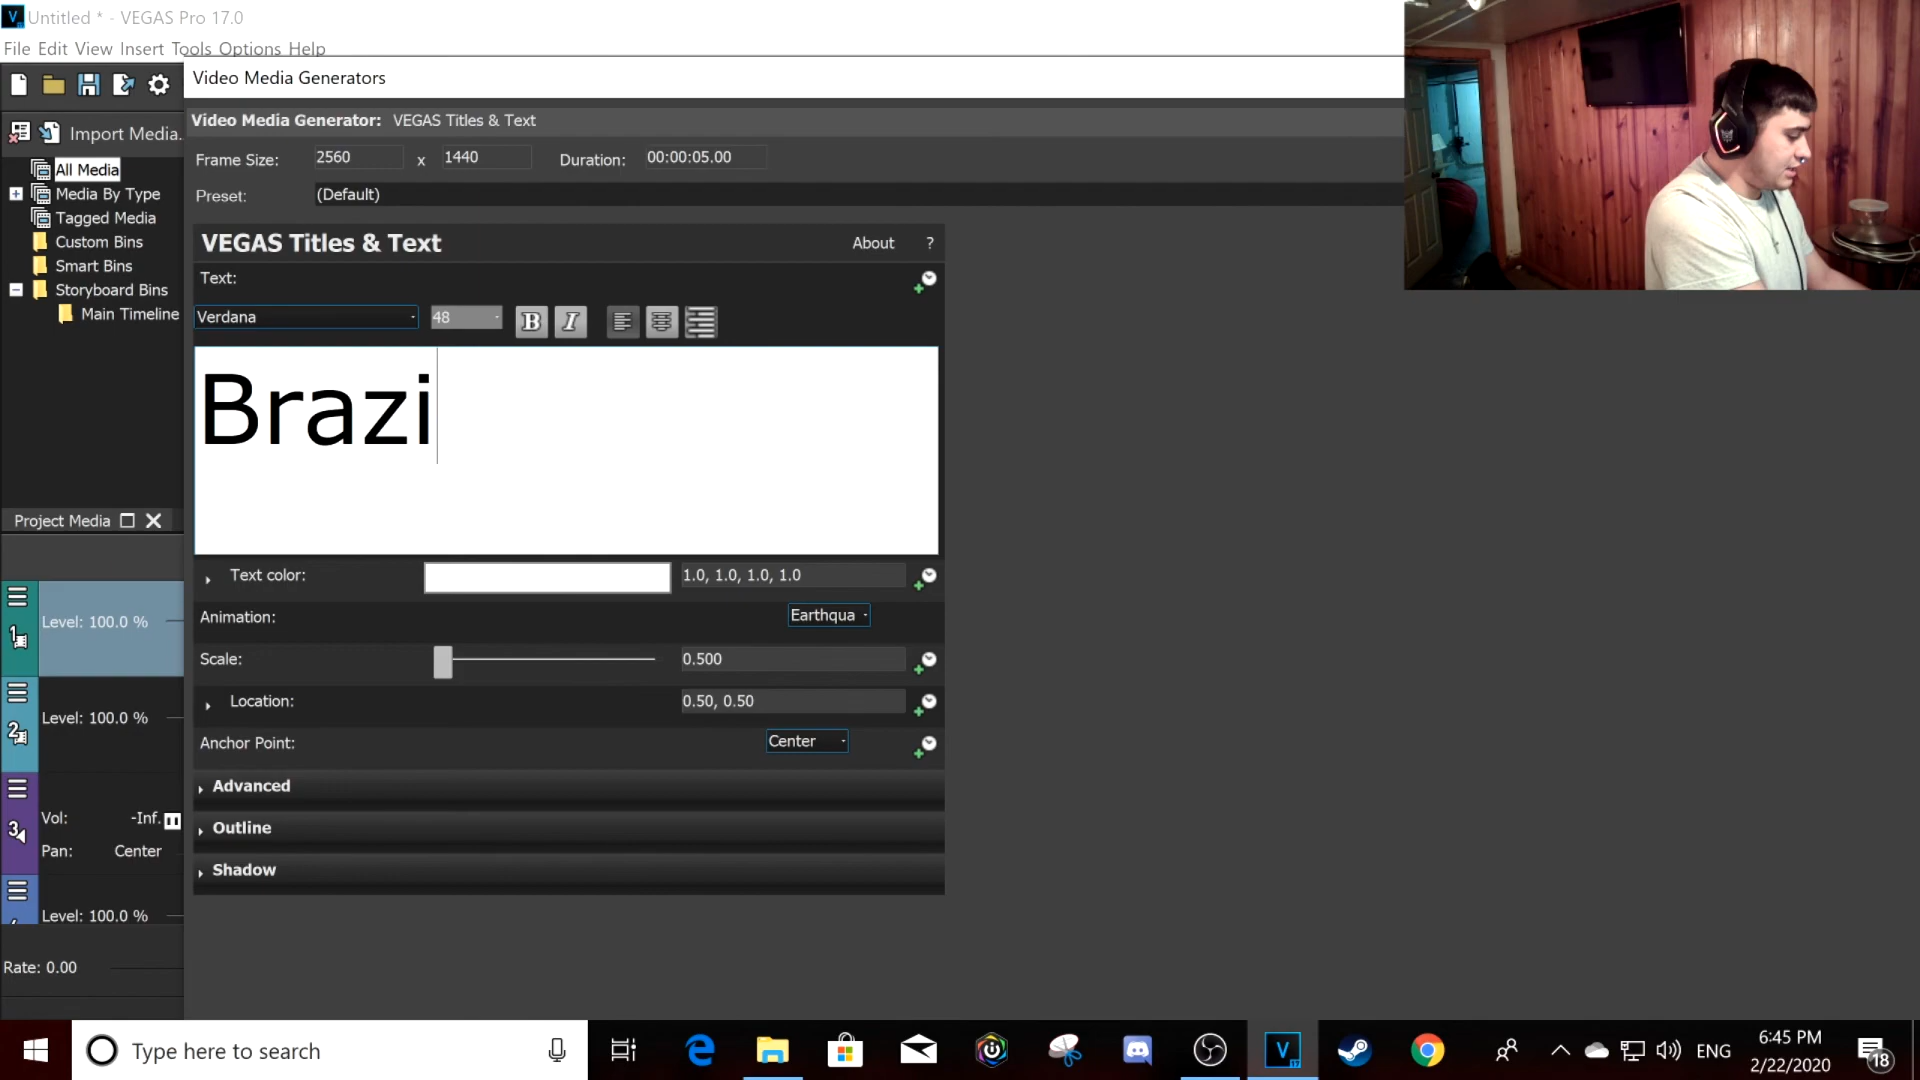 Untitled * - VEGAS Pro 17.0
File Edit View Insert Tools Options Help
Video Media Generators
Video Media Generator: VEGAS Titles & Text
Import Media.
Frame Size: 2560 x 1440 Duration: 00:00:05.00
All Media
Media By Type
Preset: (Default)
Tagged Media
Custom Bins
VEGAS Titles & Text About ?
Smart Bins
Text:
Storyboard Bins
Main Timeline
Verdana 48 B I
Brazi
Project Media
Text color: 1.0, 1.0, 1.0, 1.0
1 Level: 100.0 %
Animation: Earthqua
Scale: 0.500
Location: 0.50, 0.50
2 Level: 100.0 %
Anchor Point: Center
Advanced
3 Vol: -Inf.
Outline
Pan: Center
Shadow
Level: 100.0 %
Rate: 0.00
Type here to search
ENG
6:45 PM
2/22/2020
18